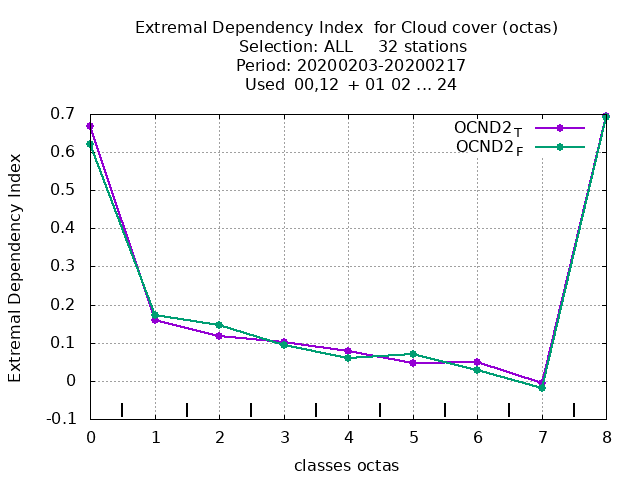 Extremal Dependency Index  for Cloud cover (octas)
Selection: ALL     32 stations
Period: 20200203-20200217
Used  00,12  + 01 02 ... 24
OCND2T
OCND2F
0.7
0.6
0.5
0.4
0.3
0.2
0.1
0
-0.1
Extremal Dependency Index
0 1 2 3 4 5 6 7 8
classes octas